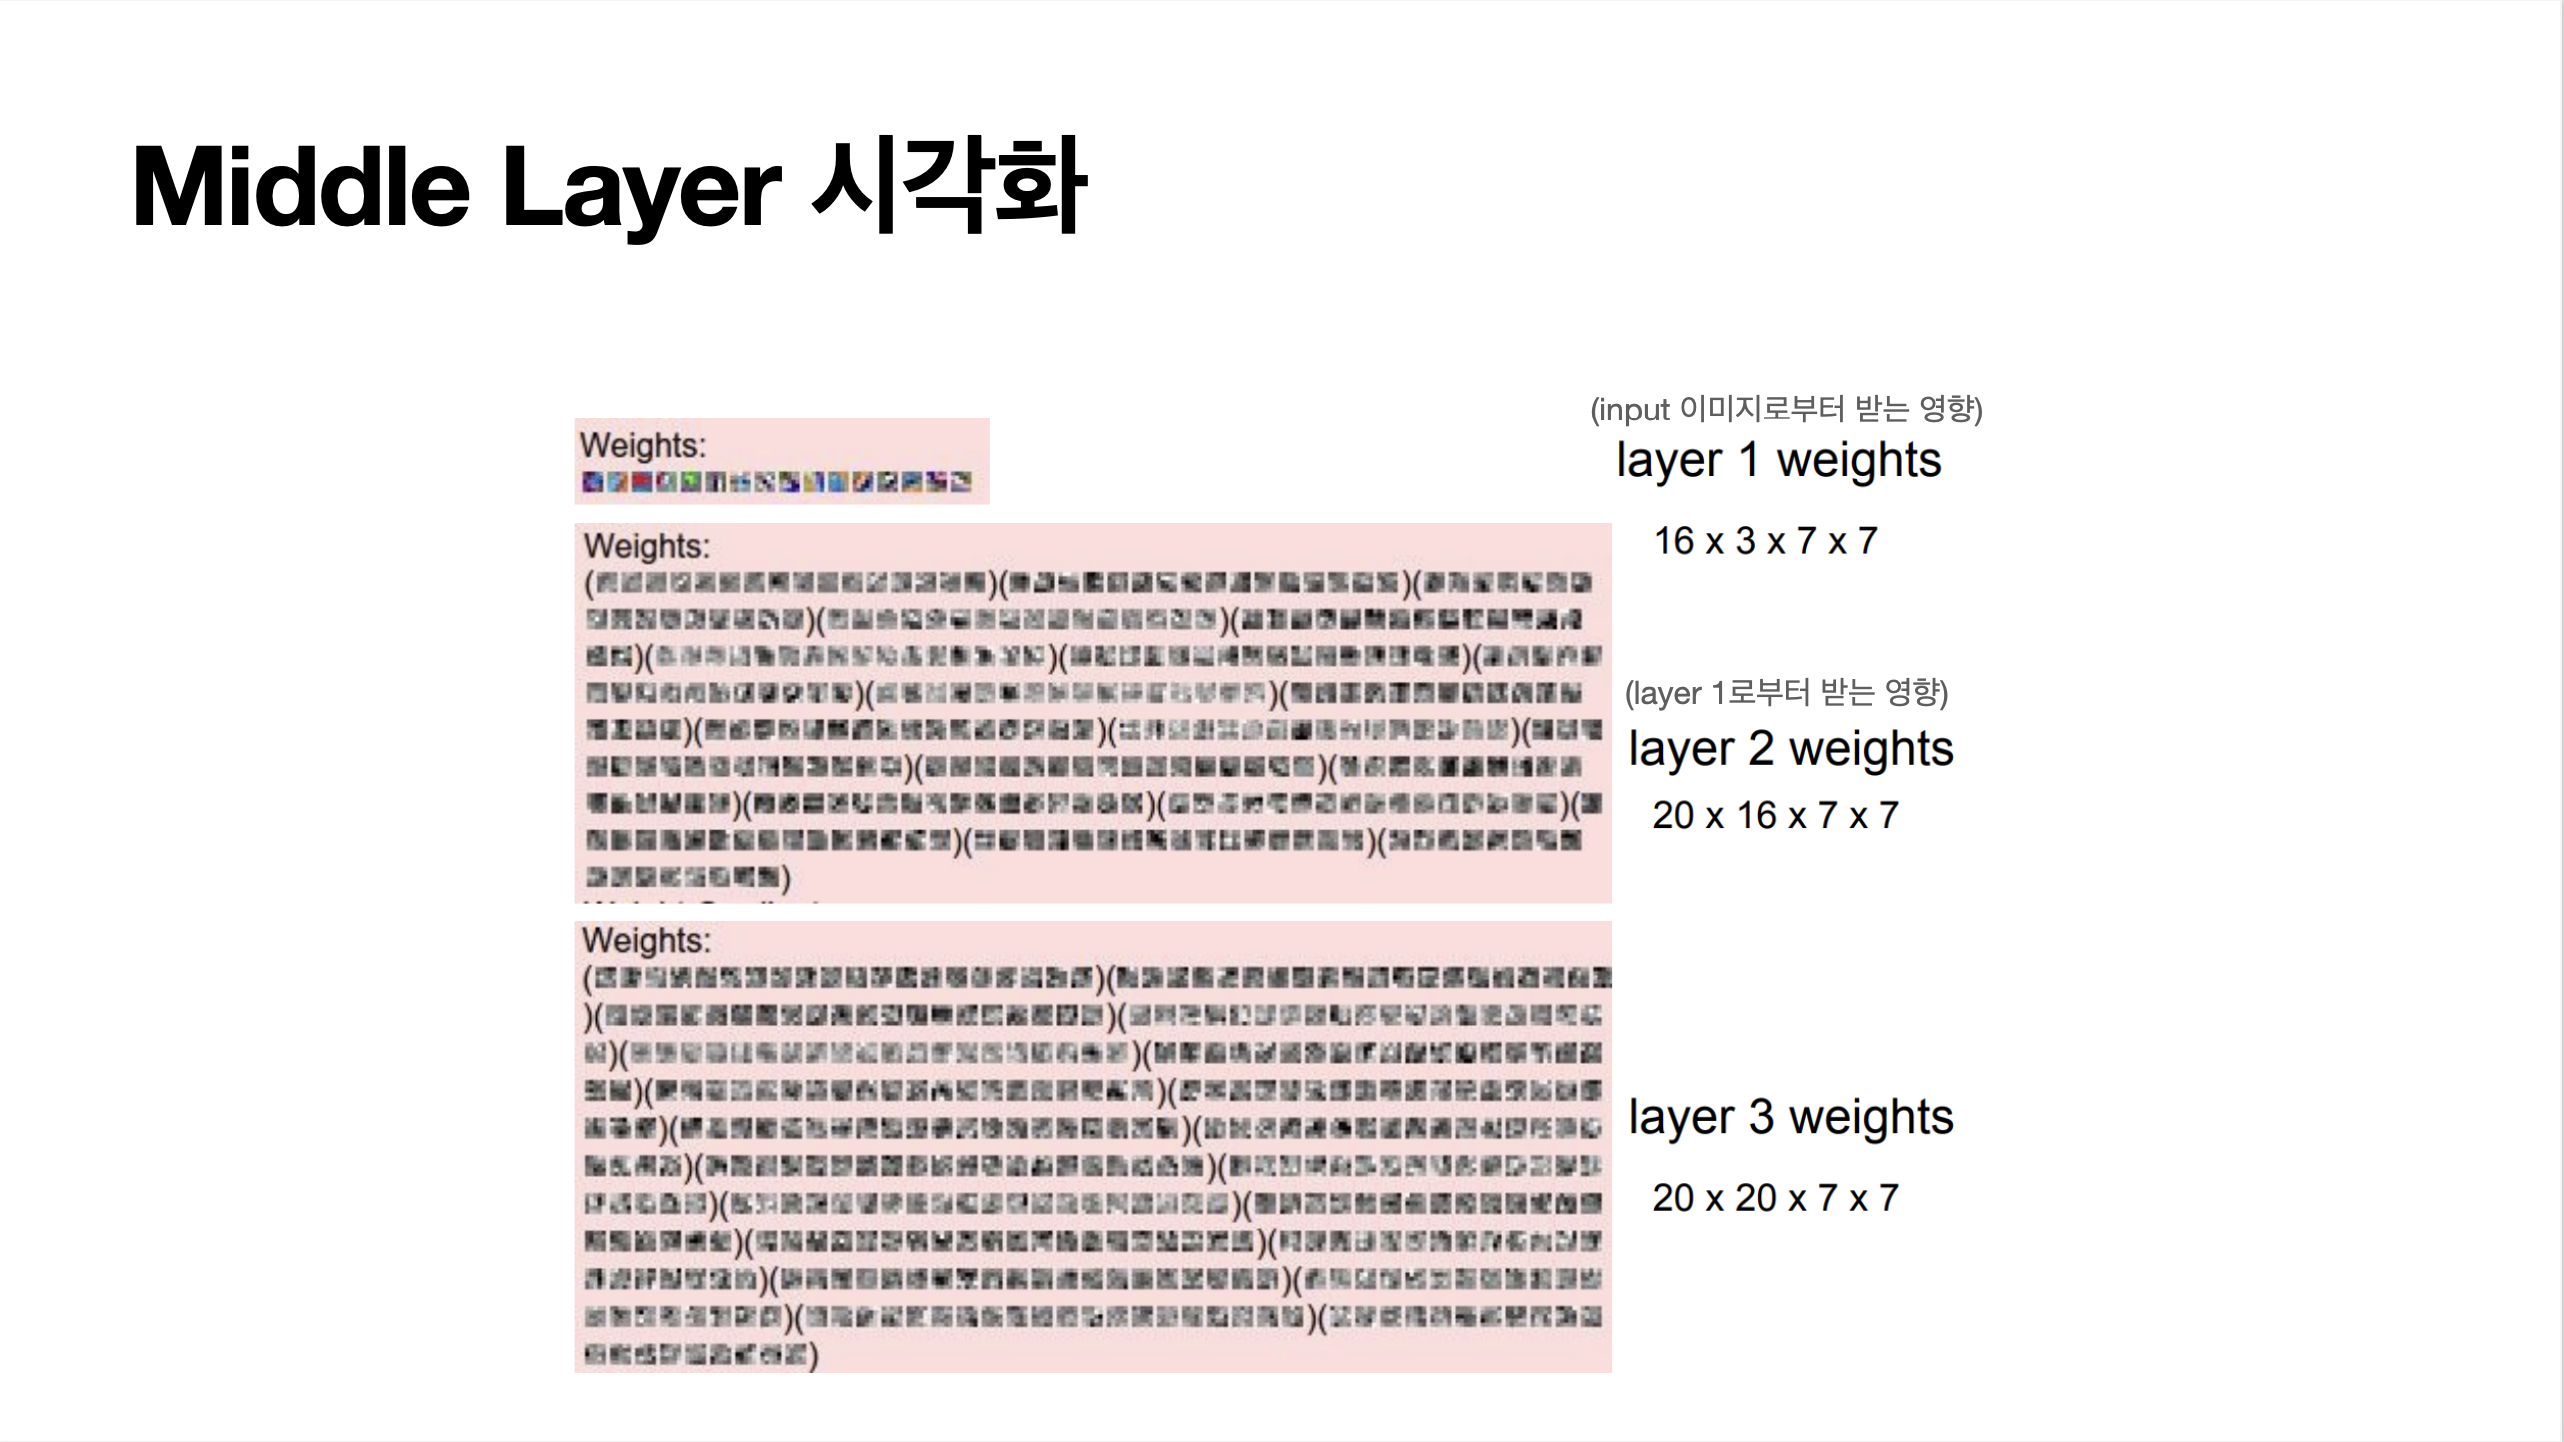 Middle Layer 시각화
(input 이미지로부터 받는 영향)
Weights:
layer 1 weights
16 x 3 x 7 x 7
Weights:
(layer 1로부터 받는 영향)
layer 2 weights
20 x 16 x 7 x 7
Weights:
layer 3 weights
20 x 20 x 7 x 7